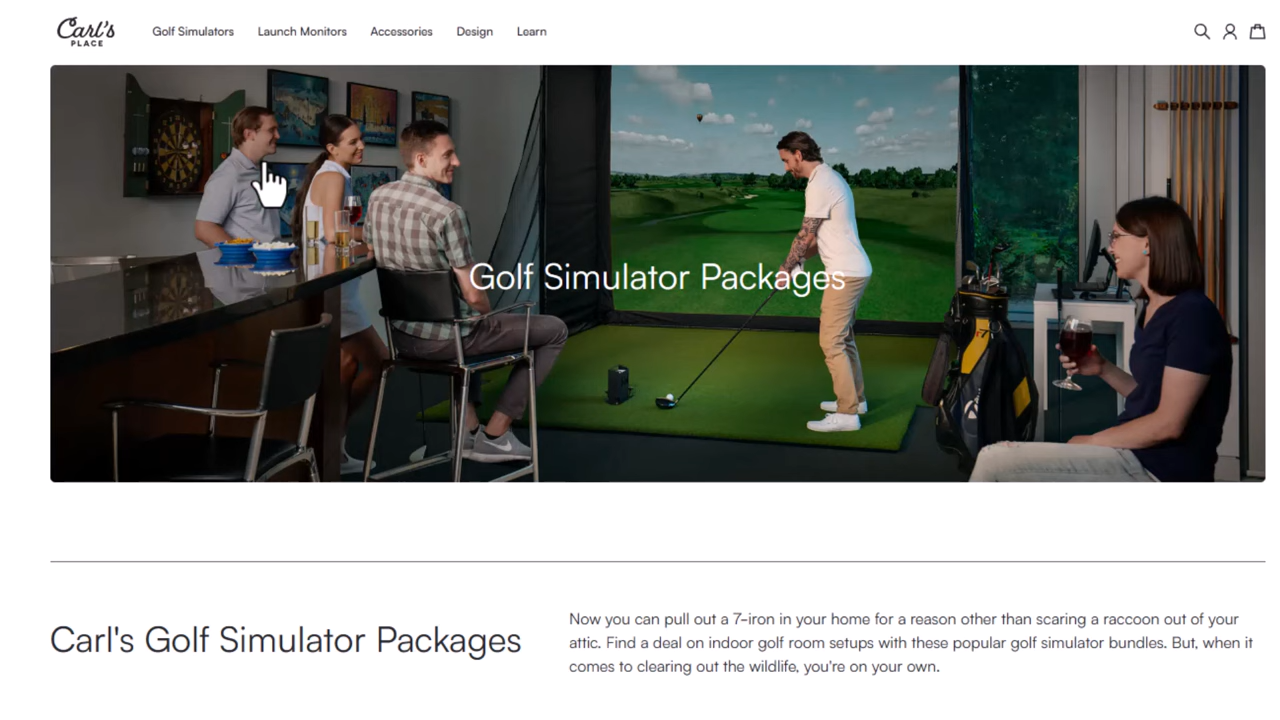 Carl's
PLACE
Golf Simulators
Launch Monitors
Accessories
Design
Learn
Golf Simulator Packages
Carl's Golf Simulator Packages
Now you can pull out a 7-iron in your home for a reason other than scaring a raccoon out of your
attic. Find a deal on indoor golf room setups with these popular golf simulator bundles. But, when it
comes to clearing out the wildlife, you're on your own.